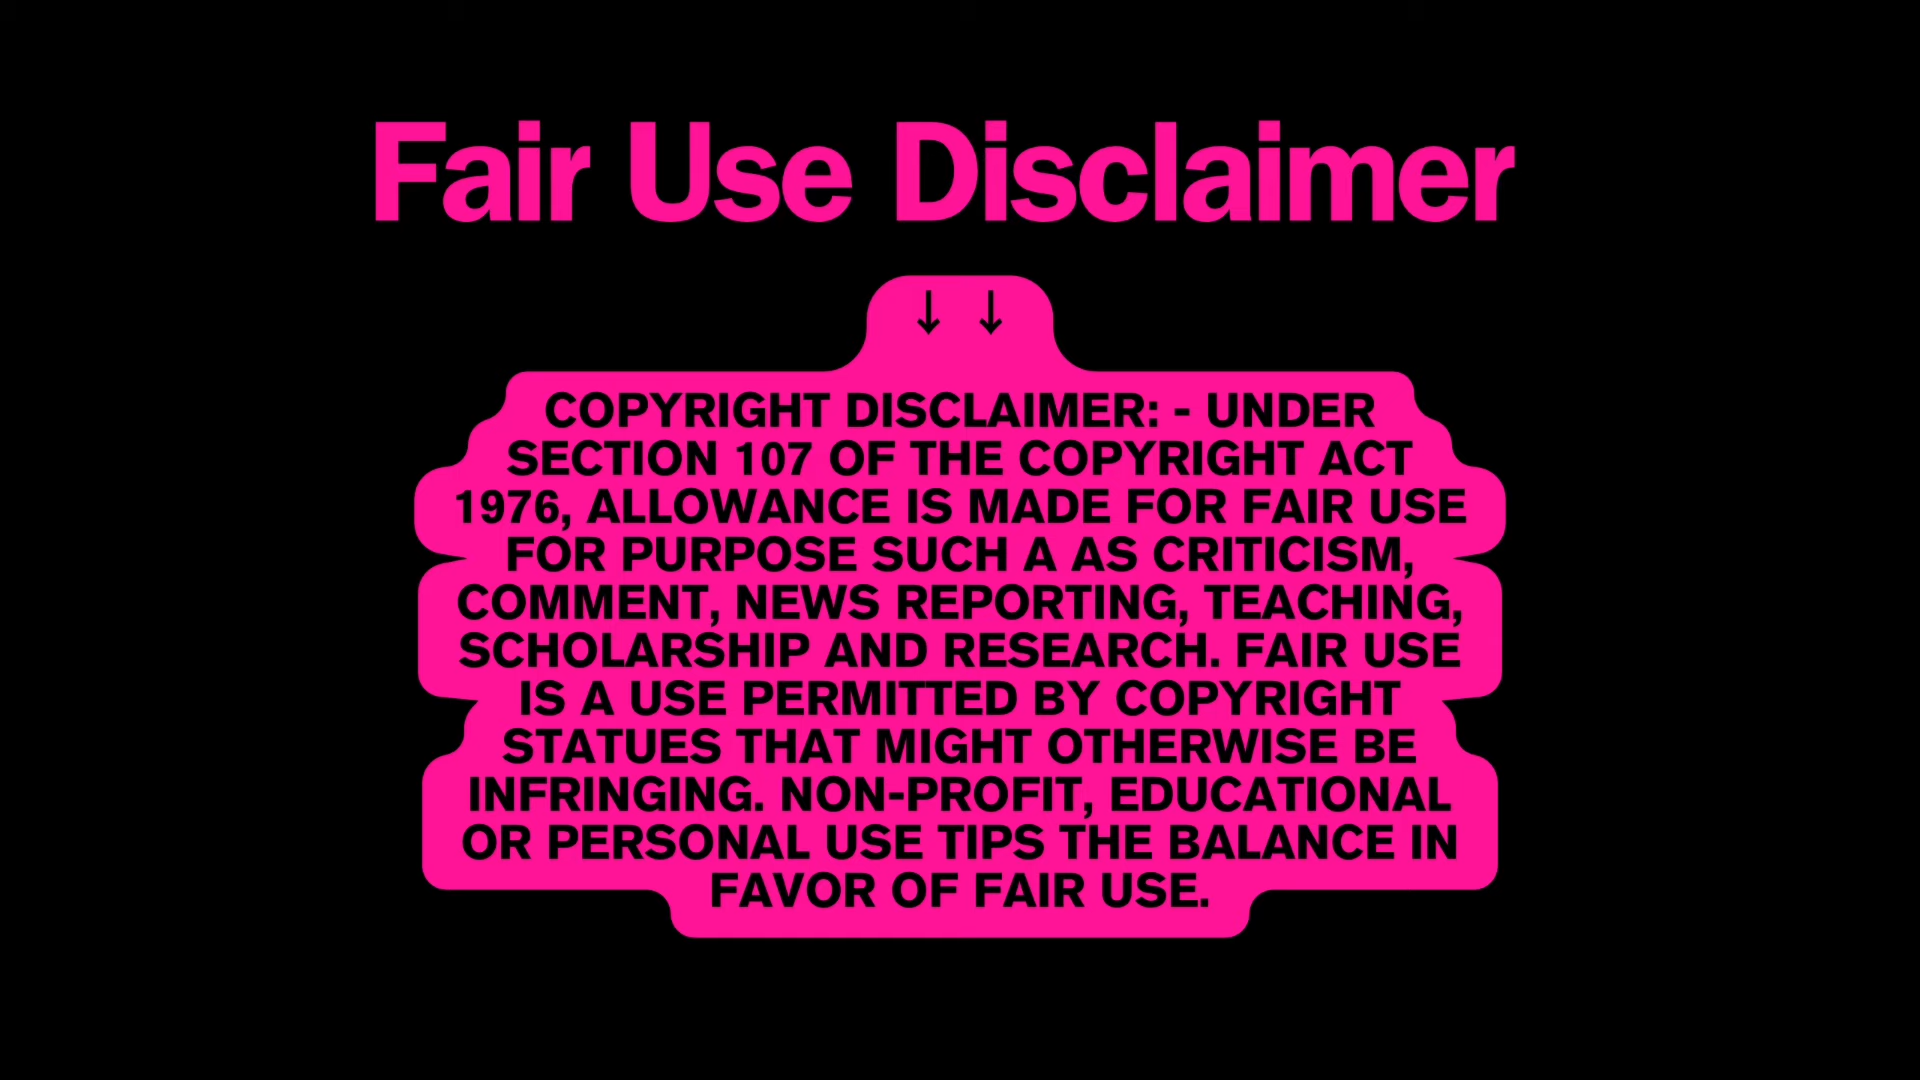 Fair Use Disclaimer
↓ ↓
COPYRIGHT DISCLAIMER: - UNDER
SECTION 107 OF THE COPYRIGHT ACT
1976, ALLOWANCE IS MADE FOR FAIR USE
FOR PURPOSE SUCH A AS CRITICISM,
COMMENT, NEWS REPORTING, TEACHING,
SCHOLARSHIP AND RESEARCH. FAIR USE
IS A USE PERMITTED BY COPYRIGHT
STATUES THAT MIGHT OTHERWISE BE
INFRINGING. NON-PROFIT, EDUCATIONAL
OR PERSONAL USE TIPS THE BALANCE IN
FAVOR OF FAIR USE.